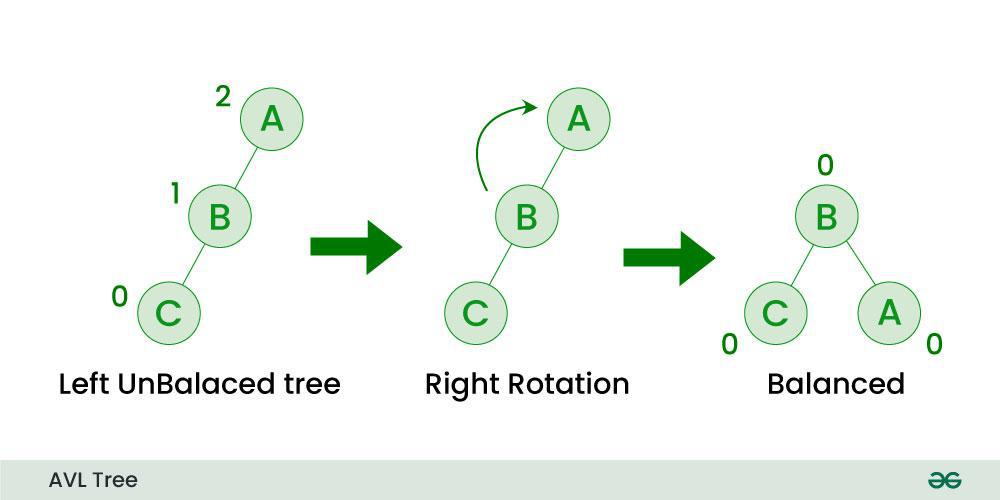 2
A
1
B
0
C
Left UnBalaced tree
A
B
C
Right Rotation
0
B
C
A
0
0
Balanced
AVL Tree